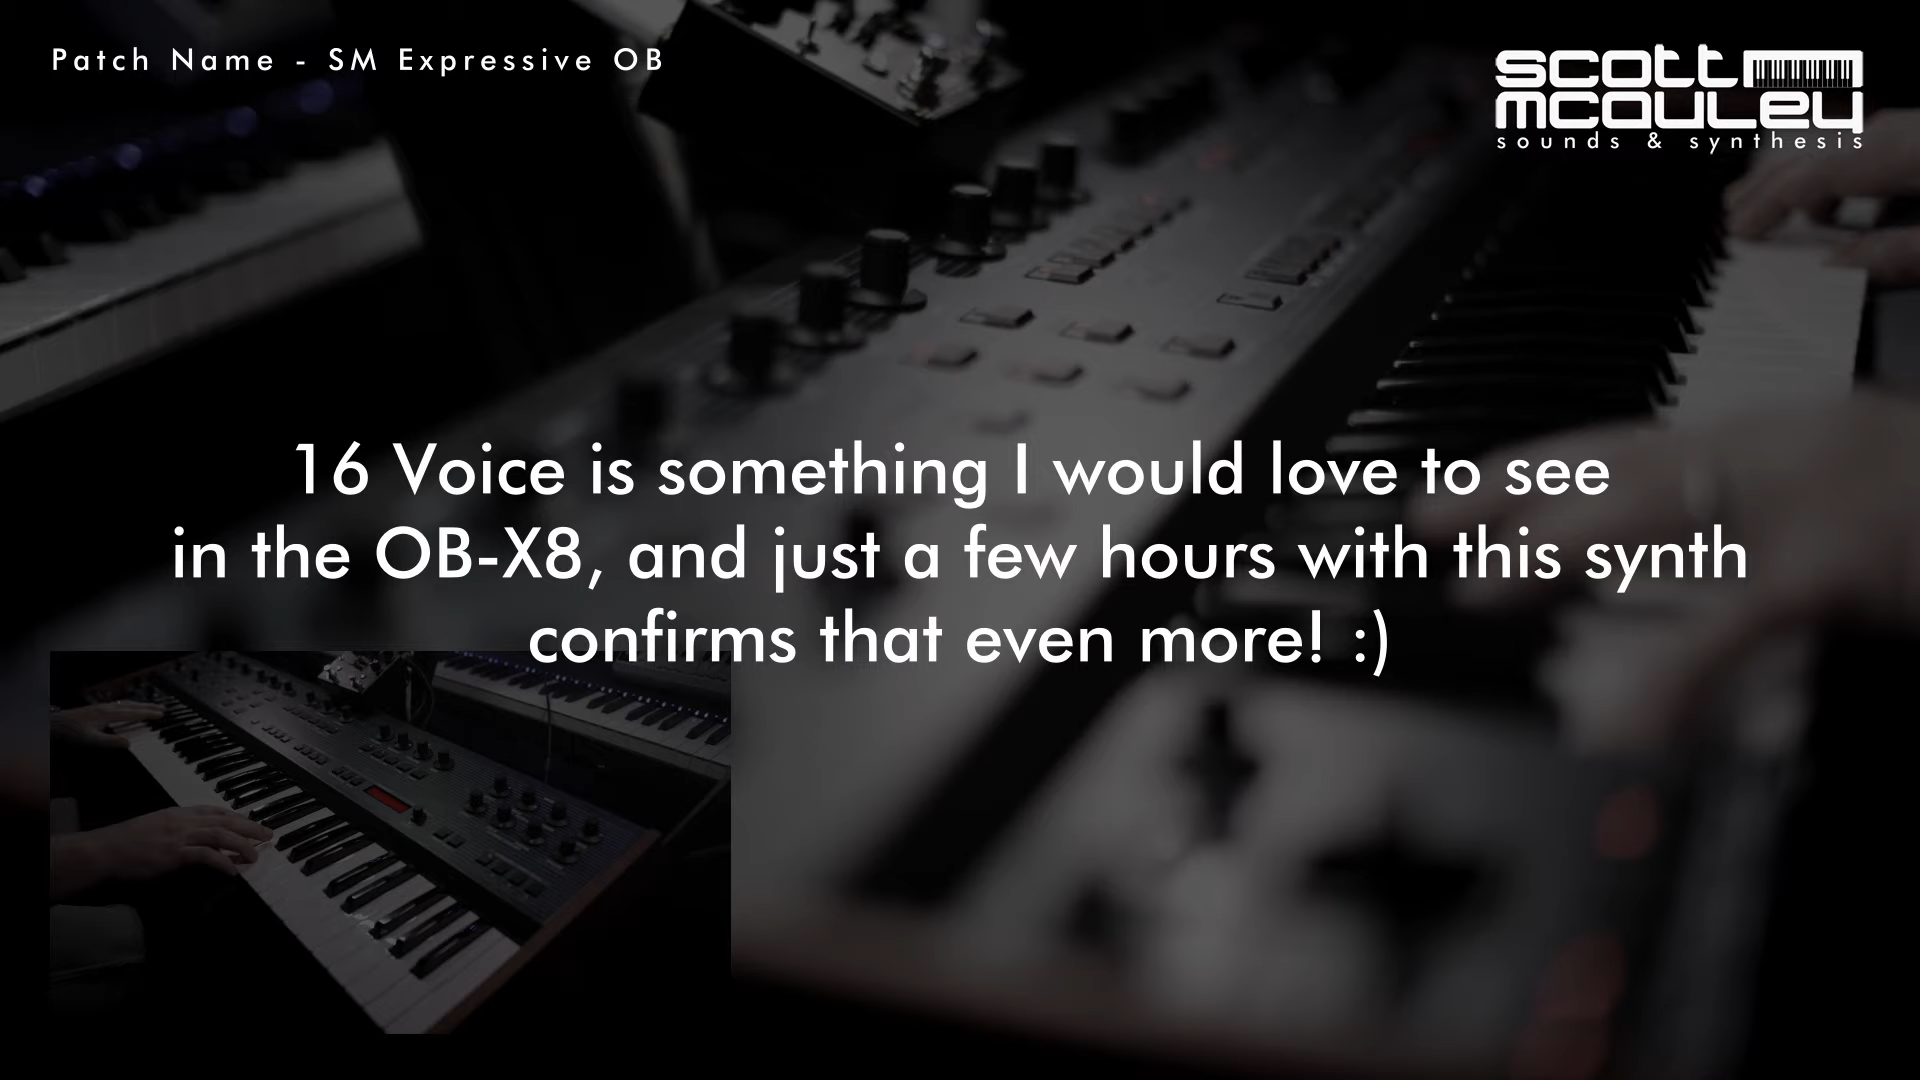 Patch Name - SM Expressive OB
scott
mcauley
sounds & synthesis
16 Voice is something I would love to see
in the OB-X8, and just a few hours with this synth
confirms that even more! :)